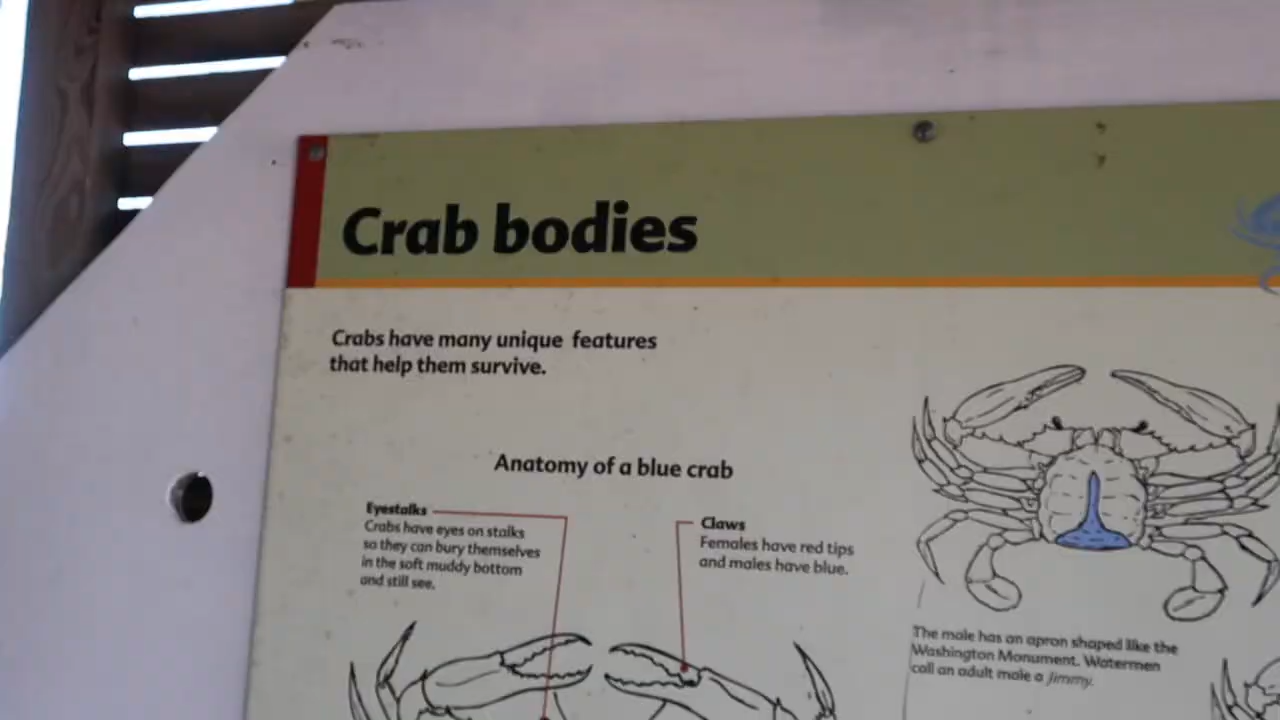 Crab bodies
Crabs have many unique features
that help them survive.
Anatomy of a blue crab
Eyestalks
Crabs have eyes on stalks
so they can bury themselves
in the soft muddy bottom
and still see.
Claws
Females have red tips
and males have blue.
The male has an apron shaped like the
Washington Monument. Watermen
call an adult male a Jimmy.